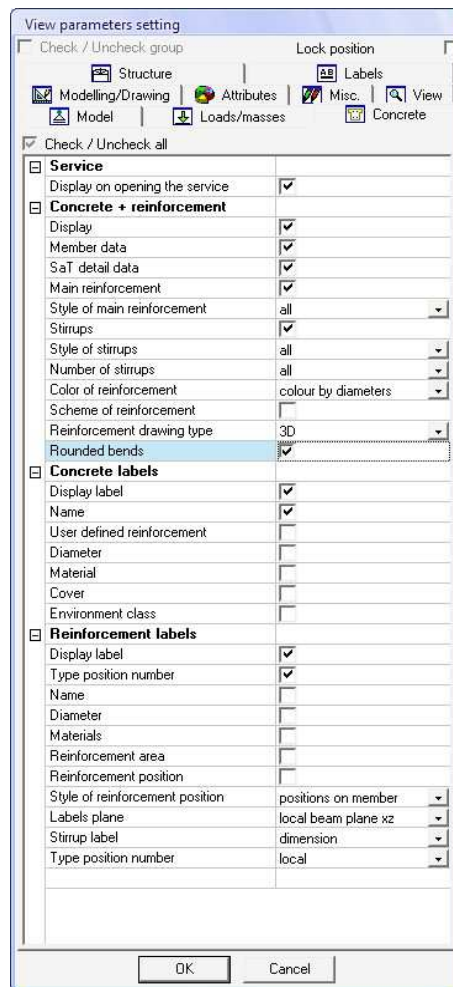 View parameters setting
Check / Uncheck group Lock position
Structure Labels
Modelling/Drawing Attributes Misc. View
Model Loads/masses Concrete
Check / Uncheck all
Service
Display on opening the service
Concrete + reinforcement
Display
Member data
SaT detail data
Main reinforcement
Style of main reinforcement all
Stirrups
Style of stirrups all
Number of stirrups all
Color of reinforcement colour by diameters
Scheme of reinforcement
Reinforcement drawing type 3D
Rounded bends
Concrete labels
Display label
Name
User defined reinforcement
Diameter
Material
Cover
Environment class
Reinforcement labels
Display label
Type position number
Name
Diameter
Materials
Reinforcement area
Reinforcement position
Style of reinforcement position positions on member
Labels plane local beam plane xz
Stirrup label dimension
Type position number local
OK Cancel